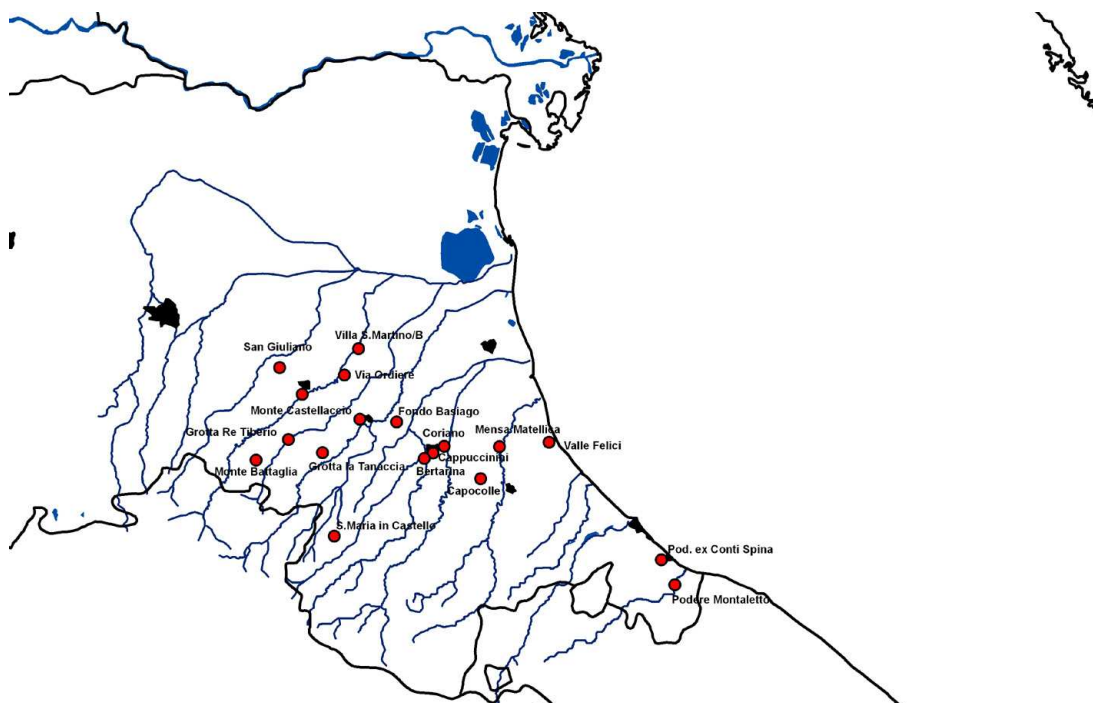 Villa S.Martino/B
San Giuliano
Via Ordiere
Monte Castellaccio
Fondo Basiago
Grotta Re Tiberio
Coriano
Mensa Matellica
Valle Felici
Cappuccinini
Grotta la Tanaccia
Monte Battaglia
Bertarina
Capocolle
S.Maria in Castello
Pod. ex Conti Spina
Podere Montaletto